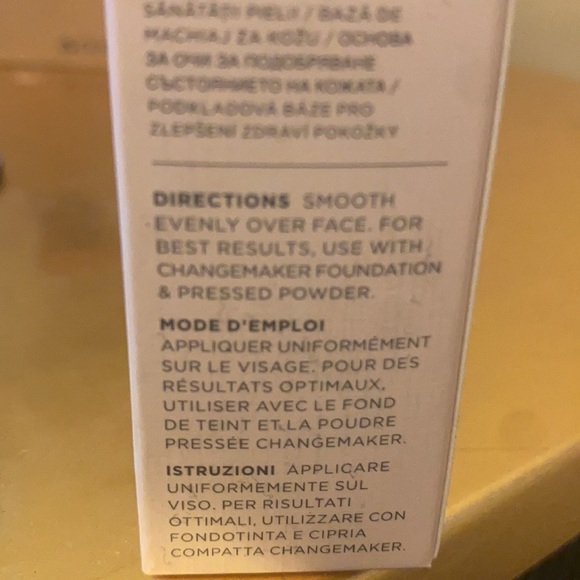 SĂNĂTĂȚII PIELII / BAZĂ DE
MACHIAJ ZA KOŽU / ОСНОВА
ЗА ОЧИ ЗА ПОДОБРЯВАНЕ
СЪСТОЯНИЕТО НА КОЖАТА /
PODKLADOVÁ BÁZE PRO
ZLEPŠENÍ ZDRAVÍ POKOŽKY
DIRECTIONS SMOOTH
EVENLY OVER FACE. FOR
BEST RESULTS, USE WITH
CHANGEMAKER FOUNDATION
& PRESSED POWDER.
MODE D'EMPLOI
APPLIQUER UNIFORMÉMENT
SUR LE VISAGE. POUR DES
RÉSULTATS OPTIMAUX,
UTILISER AVEC LE FOND
DE TEINT ET LA POUDRE
PRESSÉE CHANGEMAKER.
ISTRUZIONI APPLICARE
UNIFORMEMENTE SUL
VISO. PER RISULTATI
OTTIMALI, UTILIZZARE CON
FONDOTINTA E CIPRIA
COMPATTA CHANGEMAKER.